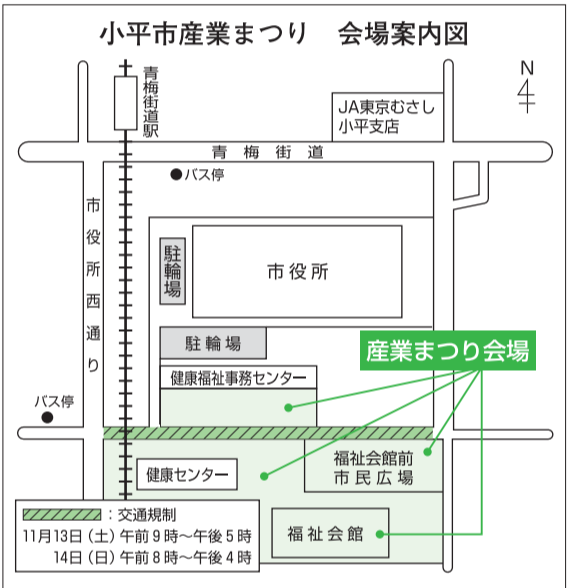 小平市産業まつり 会場案内図
N
青梅街道駅
JA東京むさし
小平支店
青梅街道
バス停
市役所西通り
駐輪場
市役所
駐輪場
産業まつり会場
健康福祉事務センター
バス停
健康センター
福祉会館前
市民広場
福祉会館
：交通規制
11月13日（土）午前9時～午後5時
14日（日）午前8時～午後4時